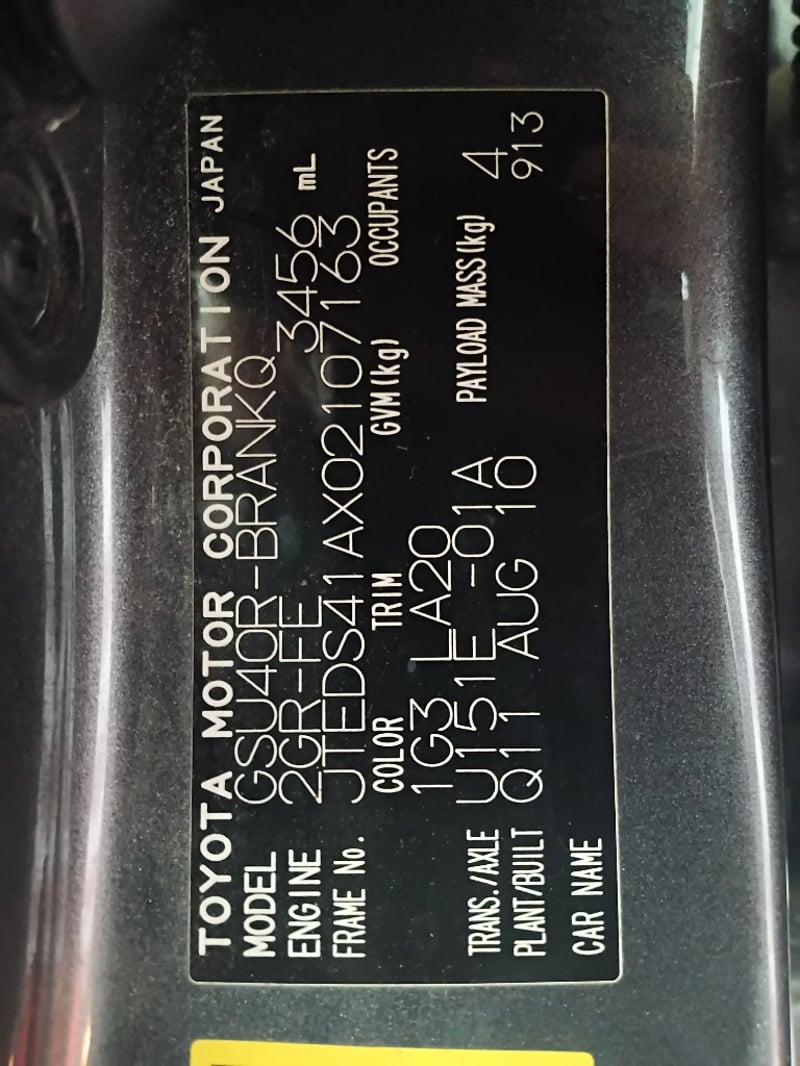 TOYOTA MOTOR CORPORATION JAPAN
MODEL GSU40R-BRANKQ
ENGINE 2GR-FE 3456 mL
FRAME No. JTEDS41AX02107163
COLOR TRIM GVM(kg) OCCUPANTS
1G3 LA20
TRANS./AXLE U151E -01A PAYLOAD MASS(kg) 4
PLANT/BUILT Q11 AUG 10 913
CAR NAME